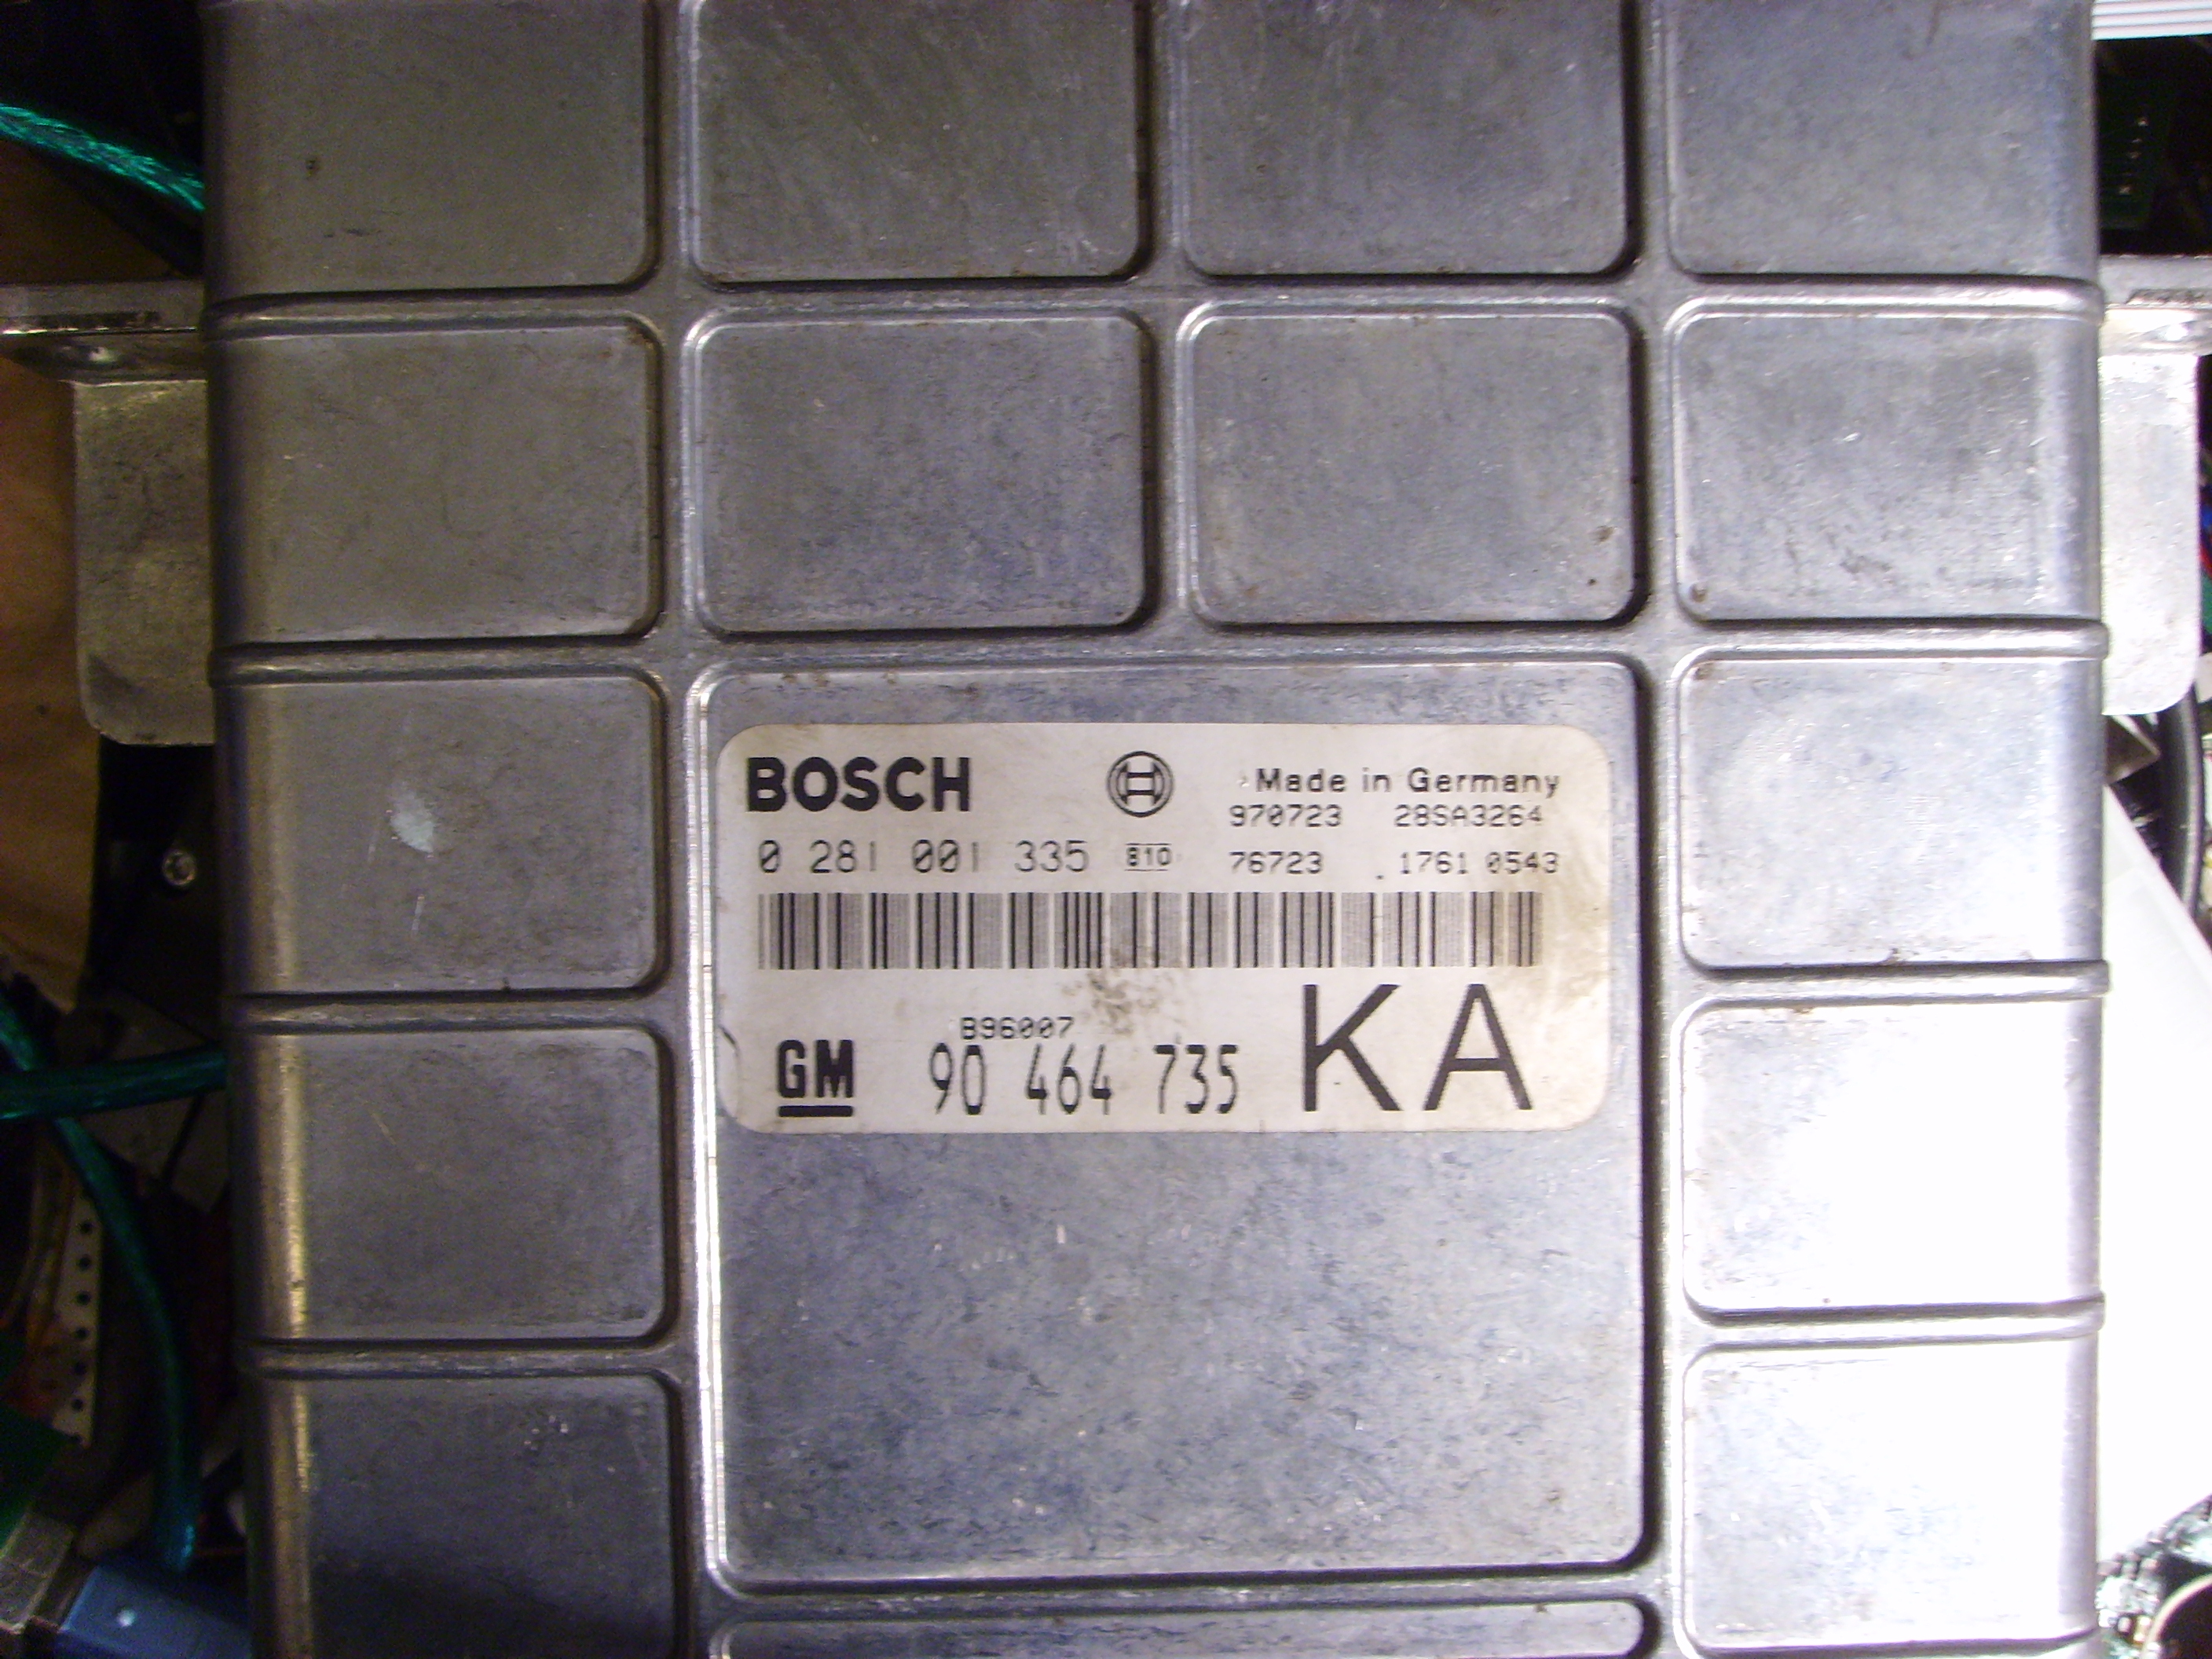 BOSCH Made in Germany
970723 28SA3264
0 281 001 335 810 76723 .1761 0543
B96007
GM 90 464 735 KA